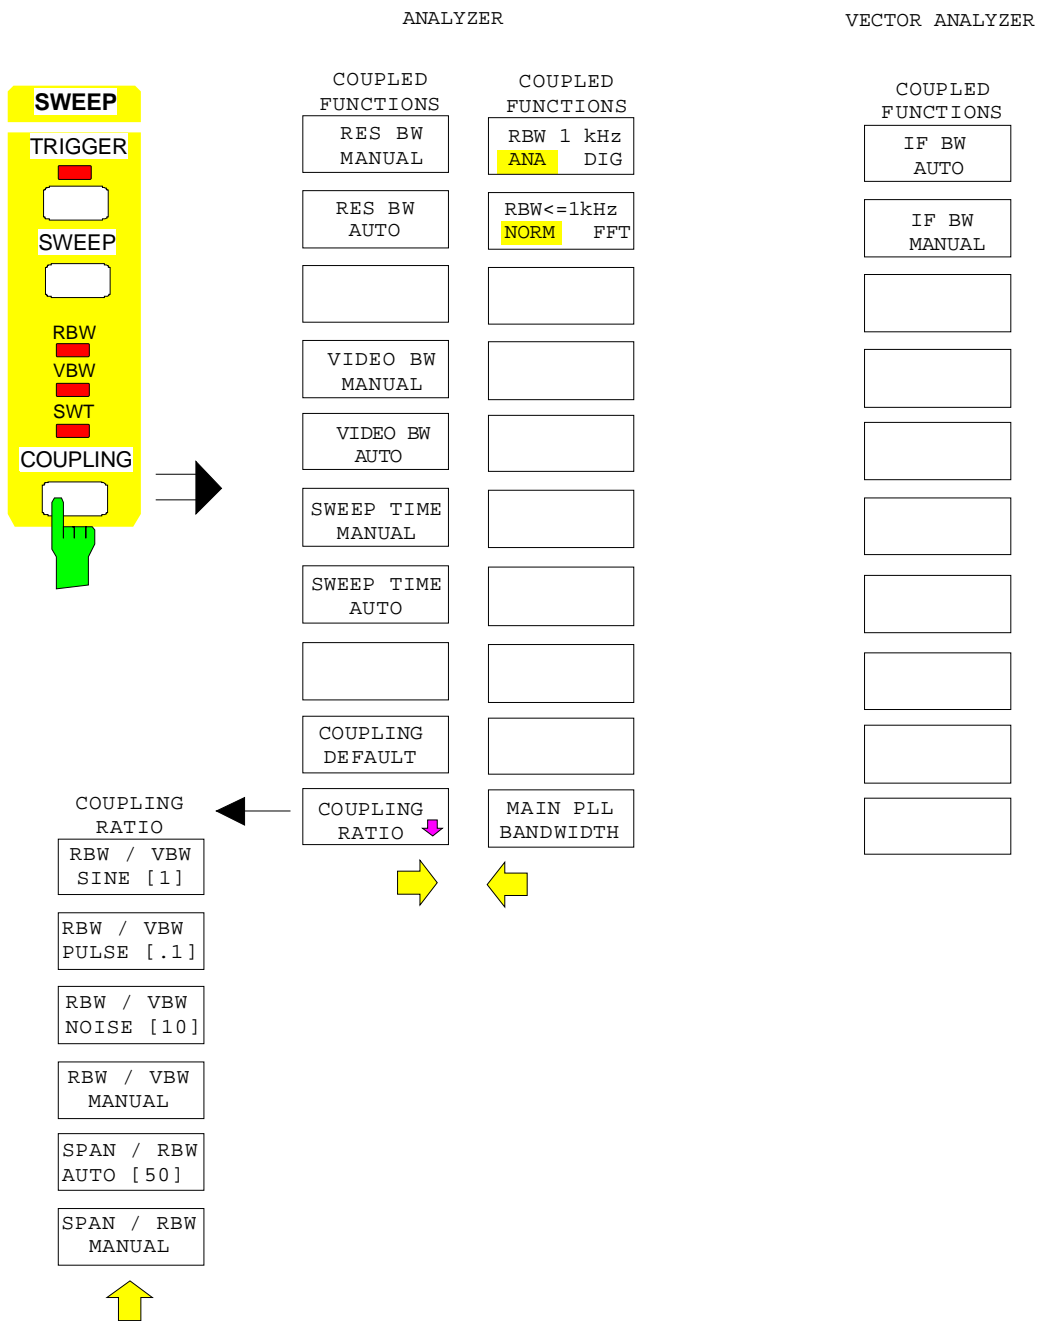 ANALYZER
VECTOR ANALYZER
SWEEP
TRIGGER
SWEEP
RBW
VBW
SWT
COUPLING
COUPLED
FUNCTIONS
RES BW
MANUAL
RES BW
AUTO
VIDEO BW
MANUAL
VIDEO BW
AUTO
SWEEP TIME
MANUAL
SWEEP TIME
AUTO
COUPLING
DEFAULT
COUPLING
RATIO
COUPLED
FUNCTIONS
RBW 1 kHz
ANA DIG
RBW<=1kHz
NORM FFT
MAIN PLL
BANDWIDTH
COUPLED
FUNCTIONS
IF BW
AUTO
IF BW
MANUAL
COUPLING
RATIO
RBW / VBW
SINE [1]
RBW / VBW
PULSE [.1]
RBW / VBW
NOISE [10]
RBW / VBW
MANUAL
SPAN / RBW
AUTO [50]
SPAN / RBW
MANUAL